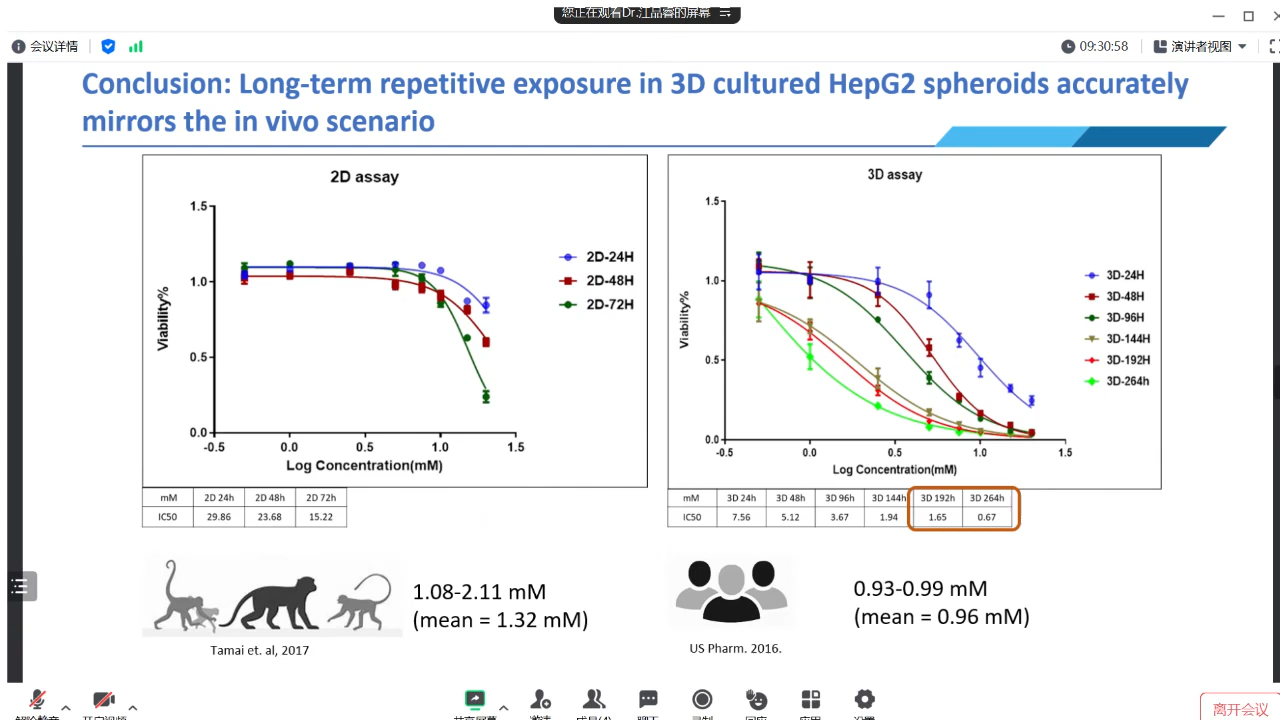 您正在观看Dr.江品睿的屏幕
会议详情
09:30:58
演讲者视图
Conclusion: Long-term repetitive exposure in 3D cultured HepG2 spheroids accurately
mirrors the in vivo scenario
2D assay
1.5
1.0
0.5
0.0
Viability%
-0.5 0.0 0.5 1.0 1.5
Log Concentration(mM)
2D-24H
2D-48H
2D-72H
mM 2D 24h 2D 48h 2D 72h
IC50 29.86 23.68 15.22
3D assay
1.5
1.0
0.5
0.0
Viability%
-0.5 0.0 0.5 1.0 1.5
Log Concentration(mM)
3D-24H
3D-48H
3D-96H
3D-144H
3D-192H
3D-264h
mM 3D 24h 3D 48h 3D 96h 3D 144h 3D 192h 3D 264h
IC50 7.56 5.12 3.67 1.94 1.65 0.67
1.08-2.11 mM
(mean = 1.32 mM)
Tamai et. al, 2017
0.93-0.99 mM
(mean = 0.96 mM)
US Pharm. 2016.
离开会议